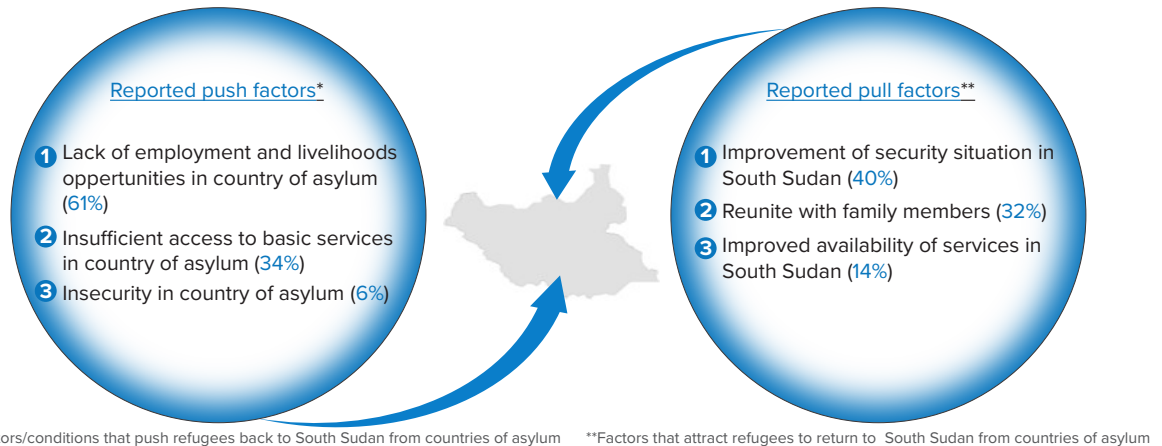 Reported push factors*
1 Lack of employment and livelihoods
oppertunities in country of asylum
(61%)
2 Insufficient access to basic services
in country of asylum (34%)
3 Insecurity in country of asylum (6%)
Reported pull factors**
1 Improvement of security situation in
South Sudan (40%)
2 Reunite with family members (32%)
3 Improved availability of services in
South Sudan (14%)
ors/conditions that push refugees back to South Sudan from countries of asylum
**Factors that attract refugees to return to South Sudan from countries of asylum